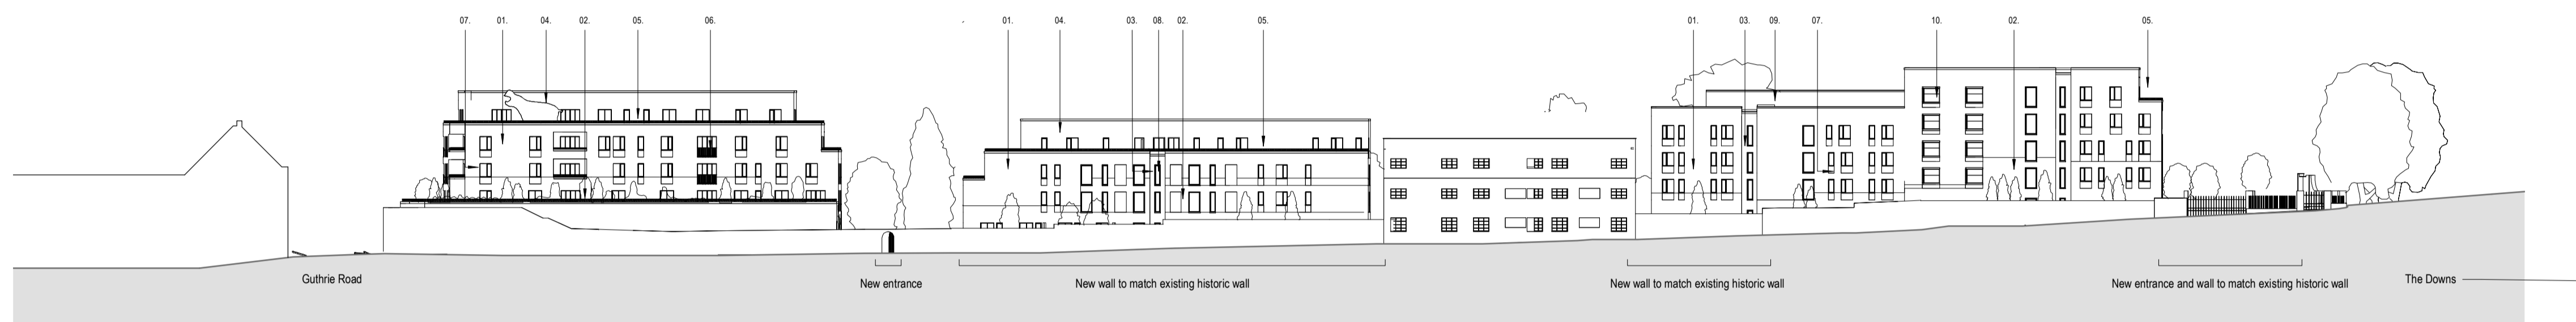 07. 01. 04. 02. 05. 06. 01. 04. 03. 08. 02. 05. 01. 03. 09. 07. 10. 02. 05.
Guthrie Road
New entrance
New wall to match existing historic wall
New wall to match existing historic wall
New entrance and wall to match existing historic wall
The Downs